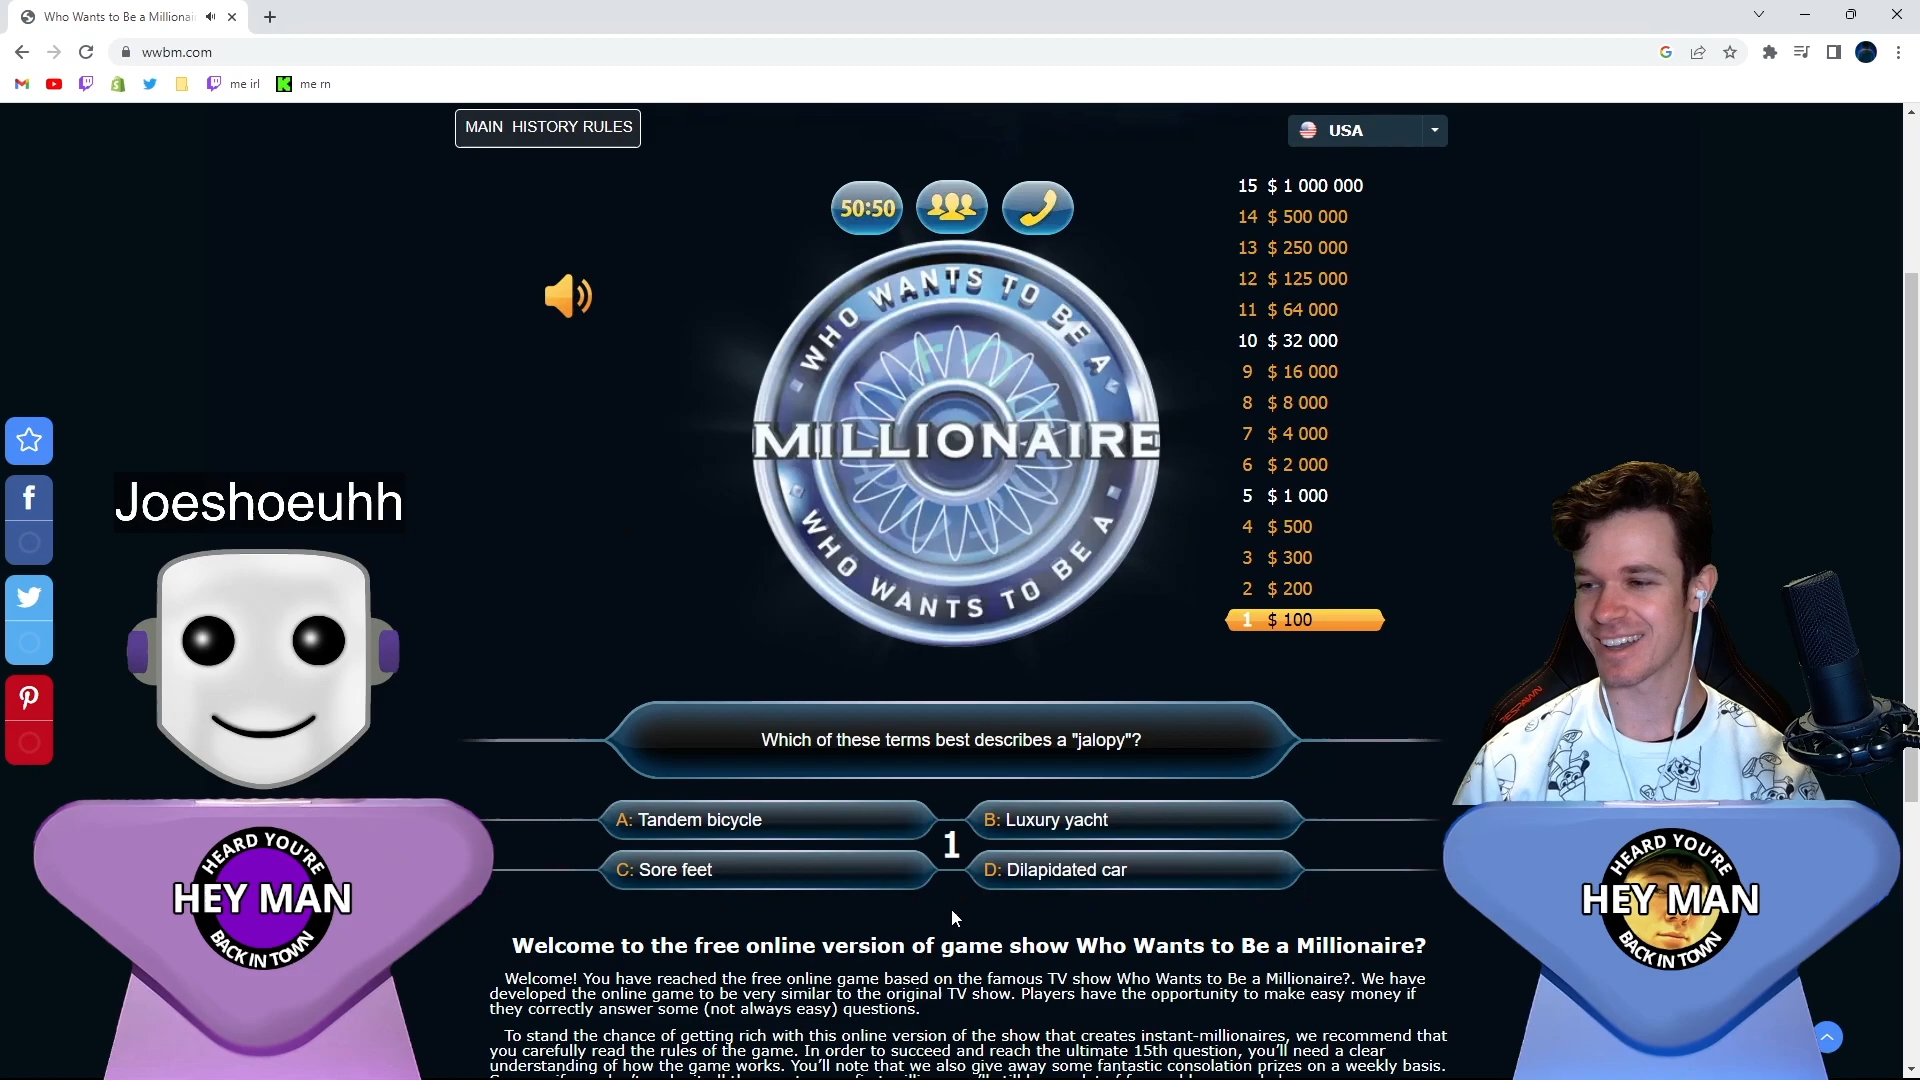 Who Wants to Be a Millionai
wwbm.com
me irl
me rn
MAIN HISTORY RULES
USA
50:50
15 $ 1 000 000
14 $ 500 000
13 $ 250 000
12 $ 125 000
11 $ 64 000
10 $ 32 000
9 $ 16 000
8 $ 8 000
7 $ 4 000
6 $ 2 000
5 $ 1 000
4 $ 500
3 $ 300
2 $ 200
1 $ 100
WHO WANTS TO BE A
MILLIONAIRE
WHO WANTS TO BE A
Joeshoeuhh
Which of these terms best describes a "jalopy"?
A: Tandem bicycle
B: Luxury yacht
1
C: Sore feet
D: Dilapidated car
HEARD YOU'RE
HEY MAN
BACK IN TOWN
HEARD YOU'RE
HEY MAN
BACK IN TOWN
Welcome to the free online version of game show Who Wants to Be a Millionaire?
Welcome! You have reached the free online game based on the famous TV show Who Wants to Be a Millionaire?. We have
developed the online game to be very similar to the original TV show. Players have the opportunity to make easy money if
they correctly answer some (not always easy) questions.
To stand the chance of getting rich with this online version of the show that creates instant-millionaires, we recommend that
you carefully read the rules of the game. In order to succeed and reach the ultimate 15th question, you'll need a clear
understanding of how the game works. You'll note that we also give away some fantastic consolation prizes on a weekly basis.